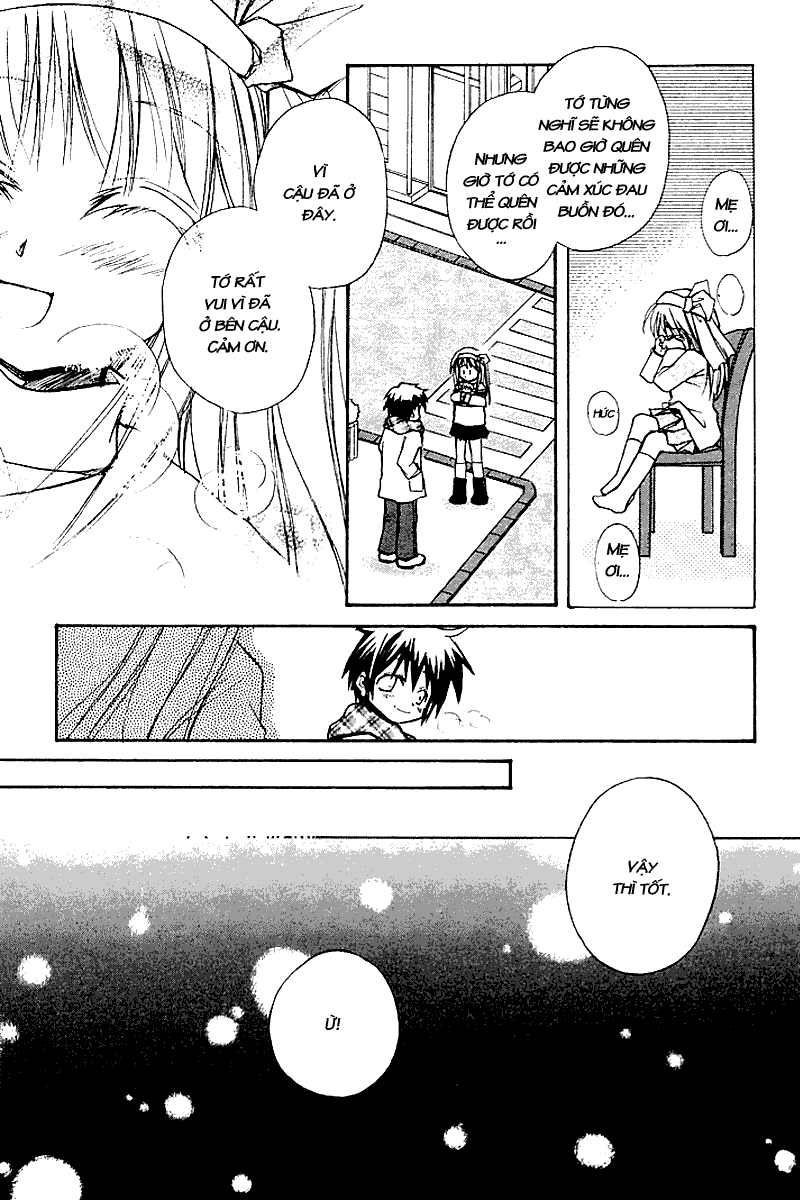 TỚ TỪNG
NGHĨ SẼ KHÔNG
BAO GIỜ QUÊN
ĐƯỢC NHỮNG
CẢM XÚC ĐAU
BUỒN ĐÓ...
MẸ
ƠI...
HỨC
MẸ
ƠI...
NHƯNG
GIỜ TỚ CÓ
THỂ QUÊN
ĐƯỢC RỒI
...
VÌ
CẬU ĐÃ Ở
ĐÂY.
TỚ RẤT
VUI VÌ ĐÃ
Ở BÊN CẬU.
CẢM ƠN.
VẬY
THÌ TỐT.
Ừ!